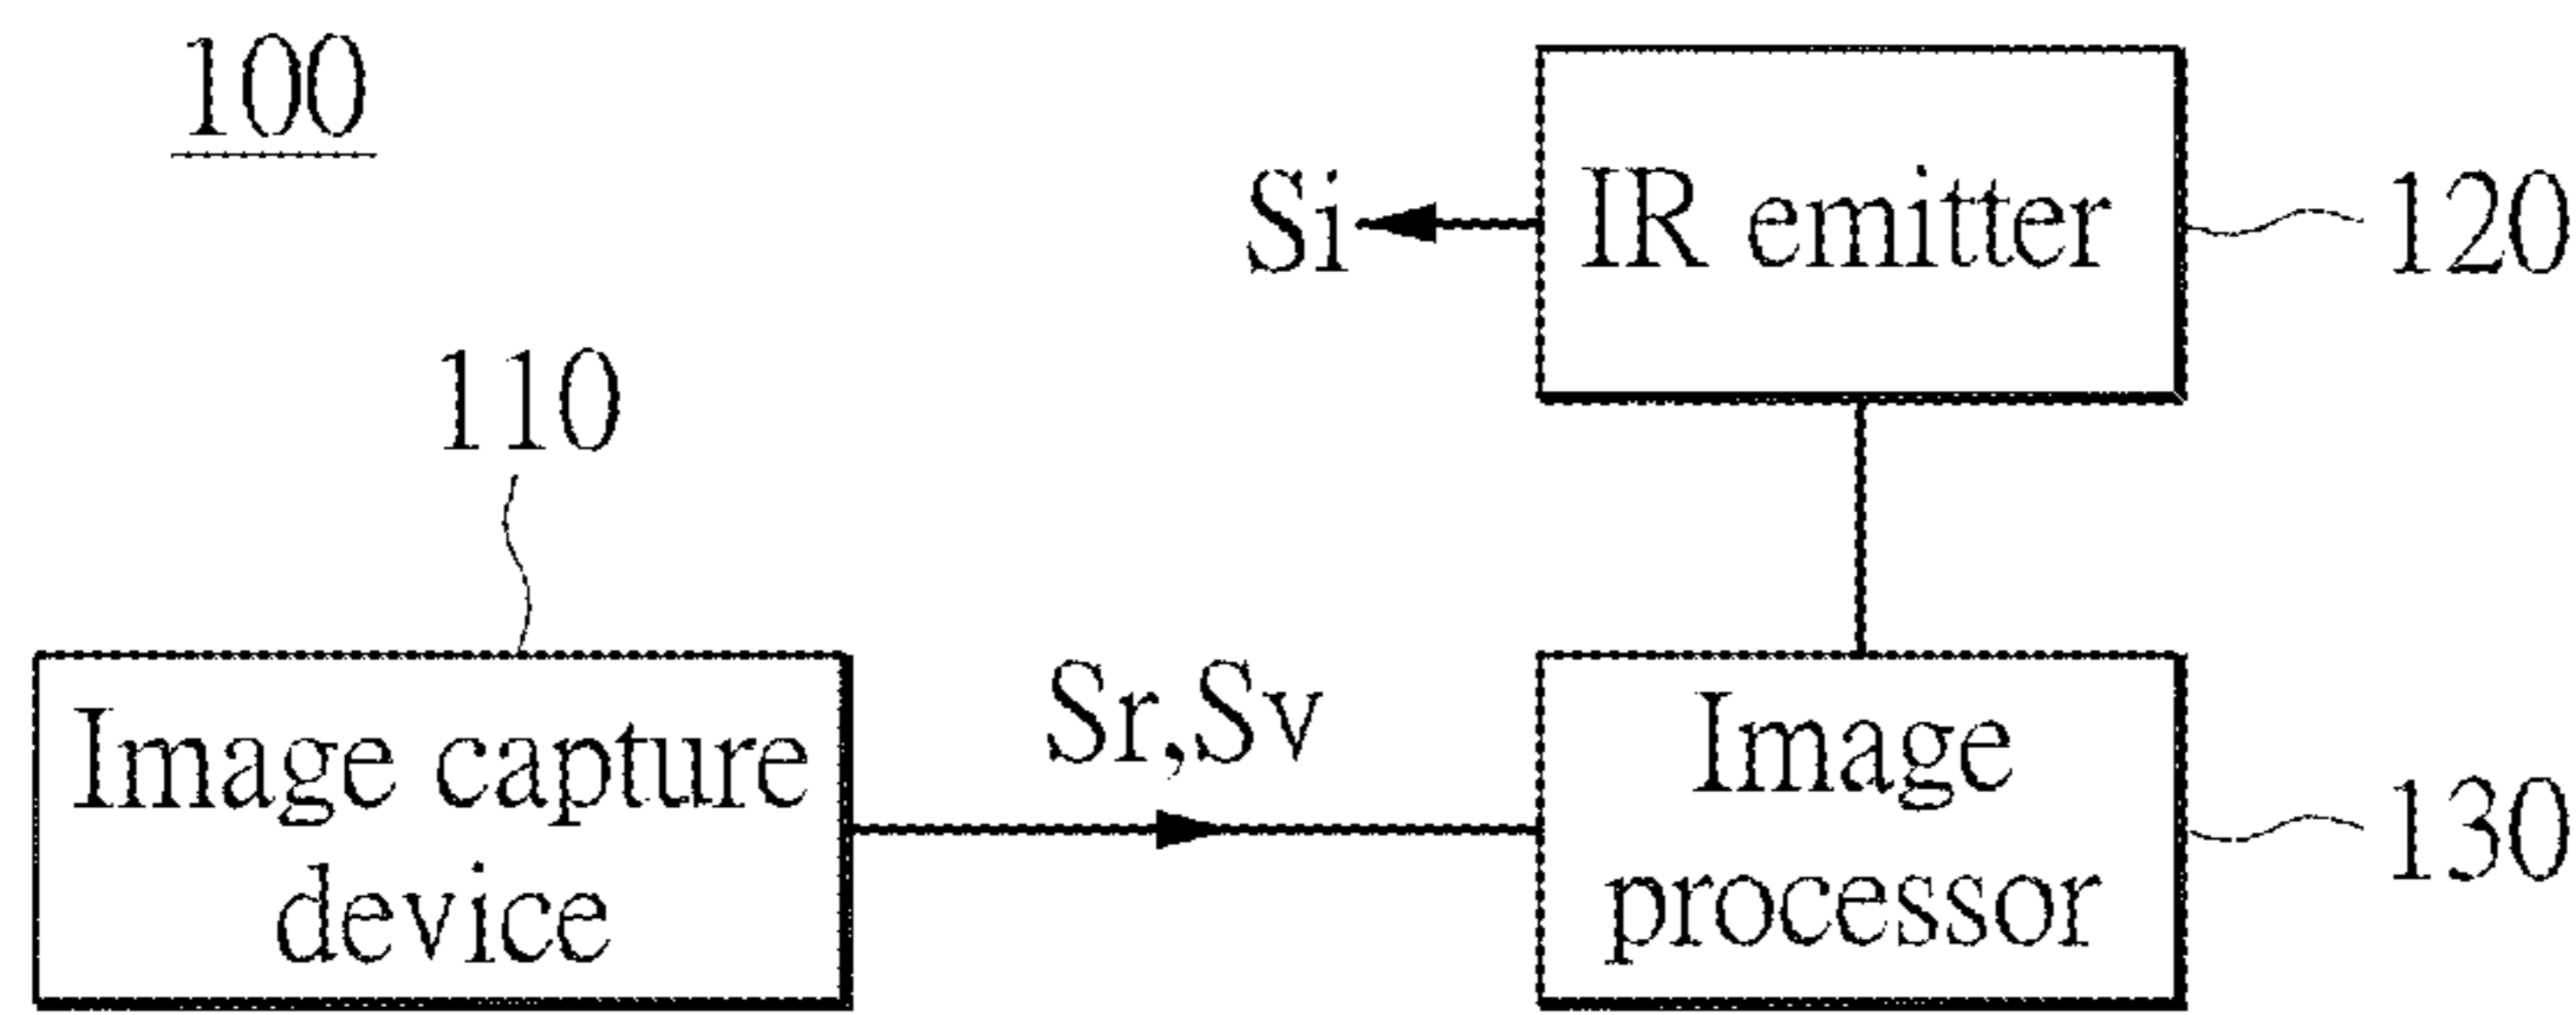 100
IR emitter
Si
120
110
Sr,Sv
Image capture
device
Image
processor
130